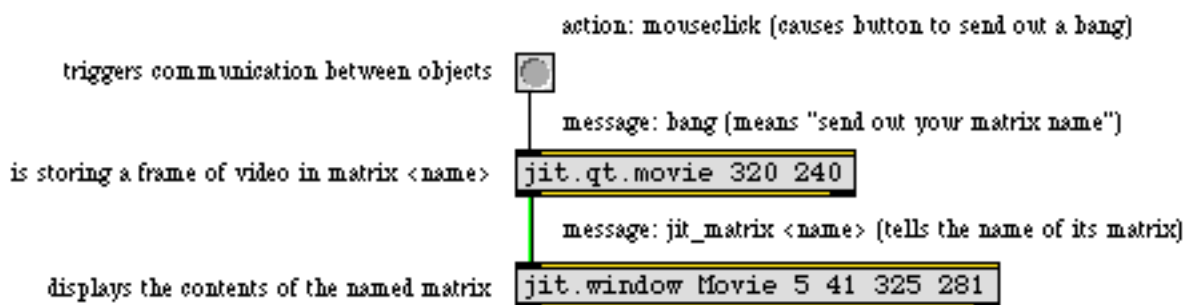 action: mouseclick (causes button to send out a bang)
triggers communication between objects
message: bang (means "send out your matrix name")
is storing a frame of video in matrix <name>
jit.qt.movie 320 240
message: jit_matrix <name> (tells the name of its matrix)
displays the contents of the named matrix
jit.window Movie 5 41 325 281